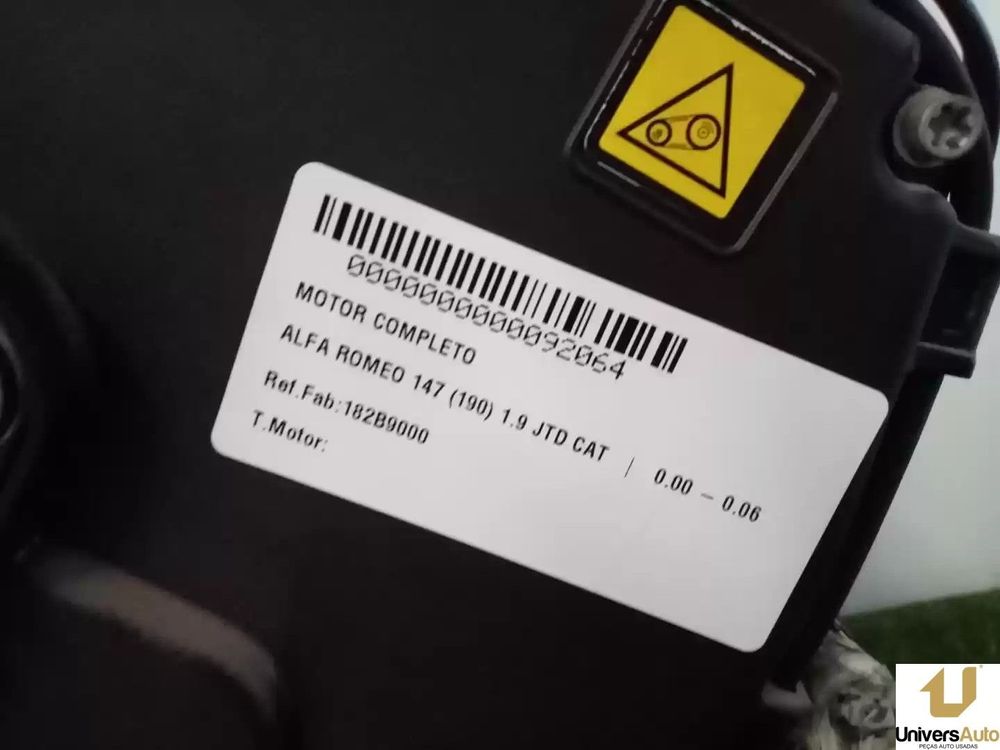 0000000000092064
MOTOR COMPLETO
ALFA ROMEO 147 (190) 1.9 JTD CAT | 0.00 – 0.06
Ref.Fab:182B9000
T.Motor:
UniversAuto
PEÇAS AUTO USADAS